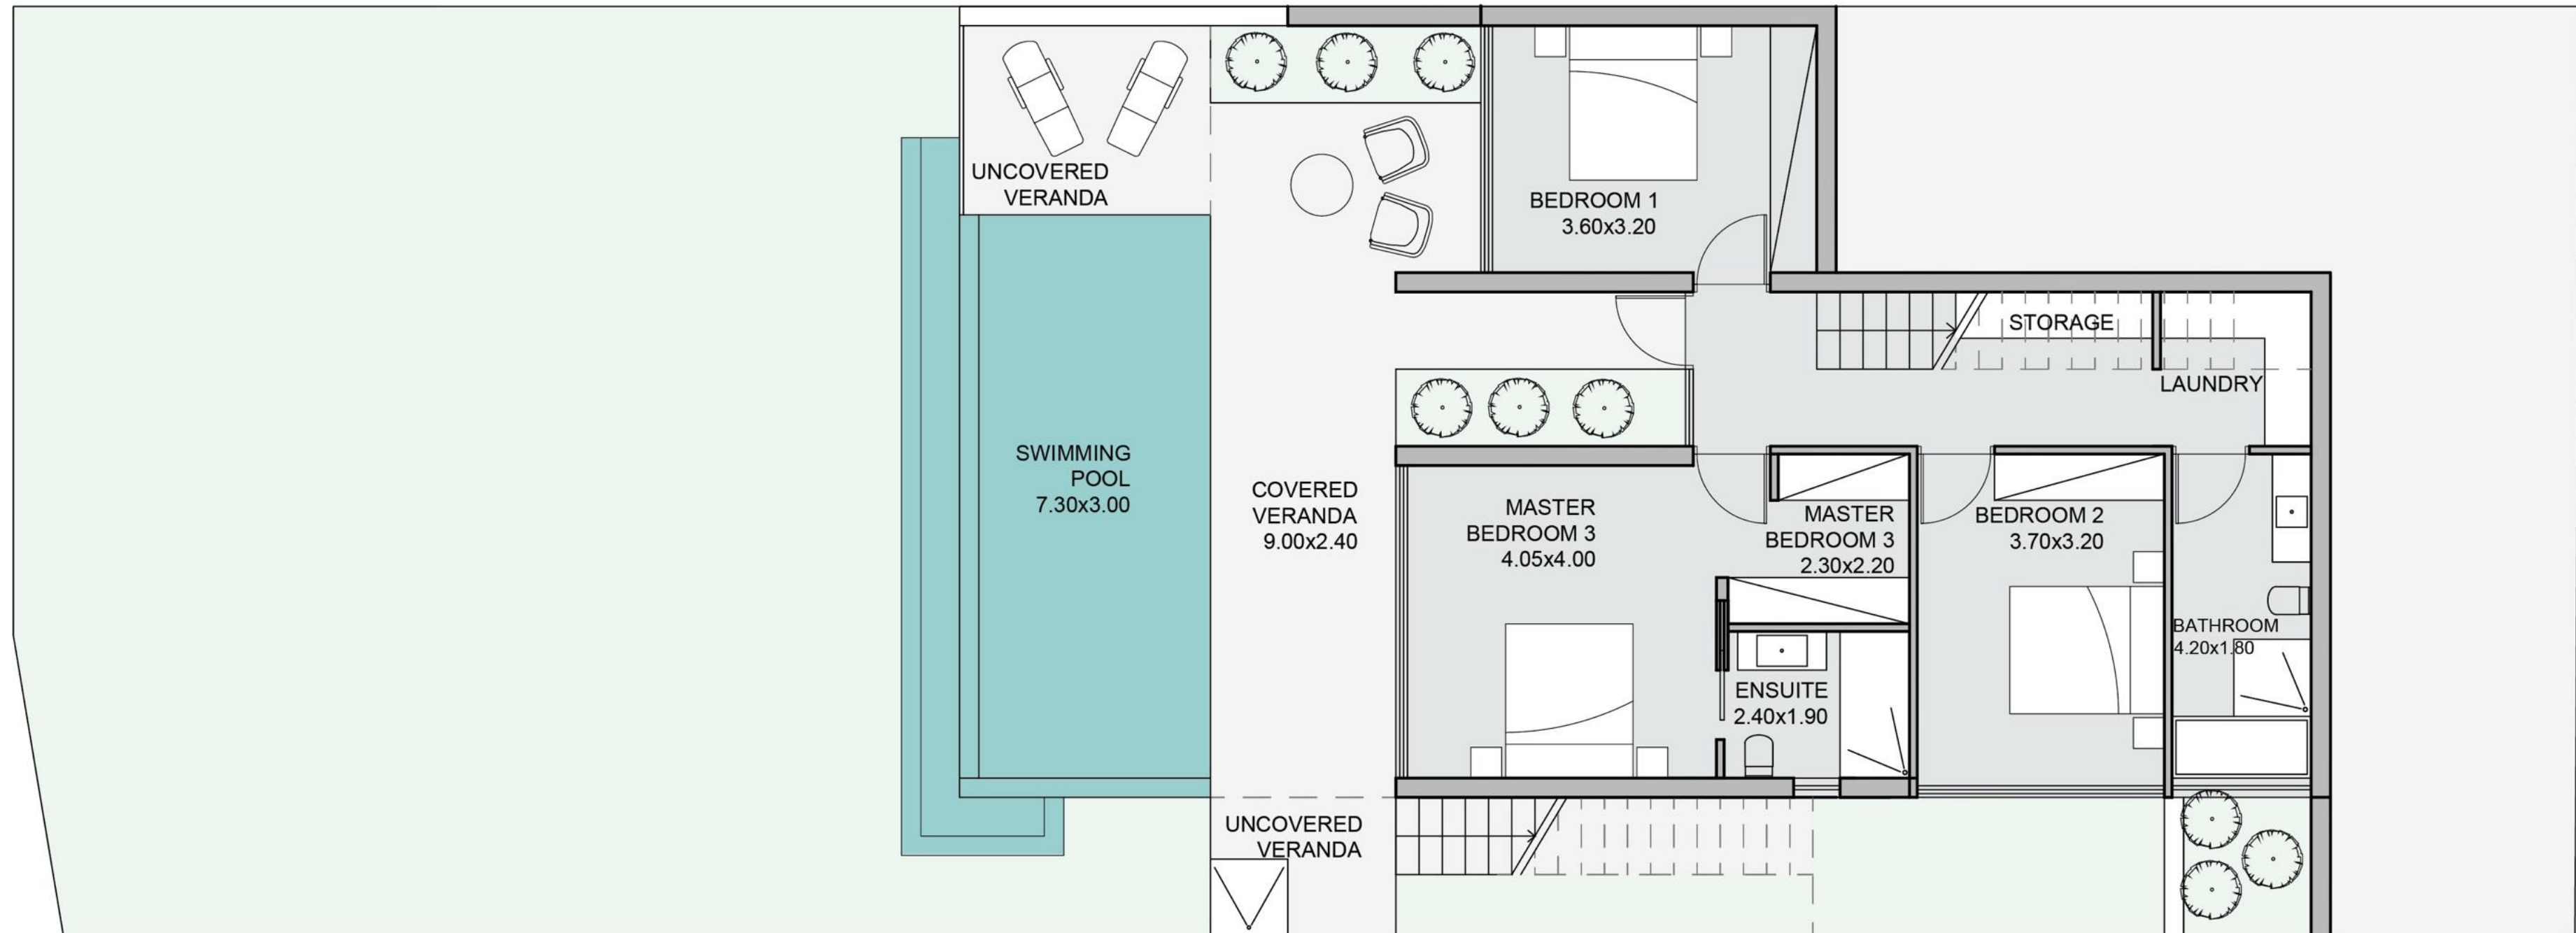 UNCOVERED
VERANDA
BEDROOM 1
3.60x3.20
STORAGE
LAUNDRY
SWIMMING
POOL
7.30x3.00
COVERED
VERANDA
9.00x2.40
MASTER
BEDROOM 3
4.05x4.00
MASTER
BEDROOM 3
2.30x2.20
BEDROOM 2
3.70x3.20
BATHROOM
4.20x1.80
ENSUITE
2.40x1.90
UNCOVERED
VERANDA